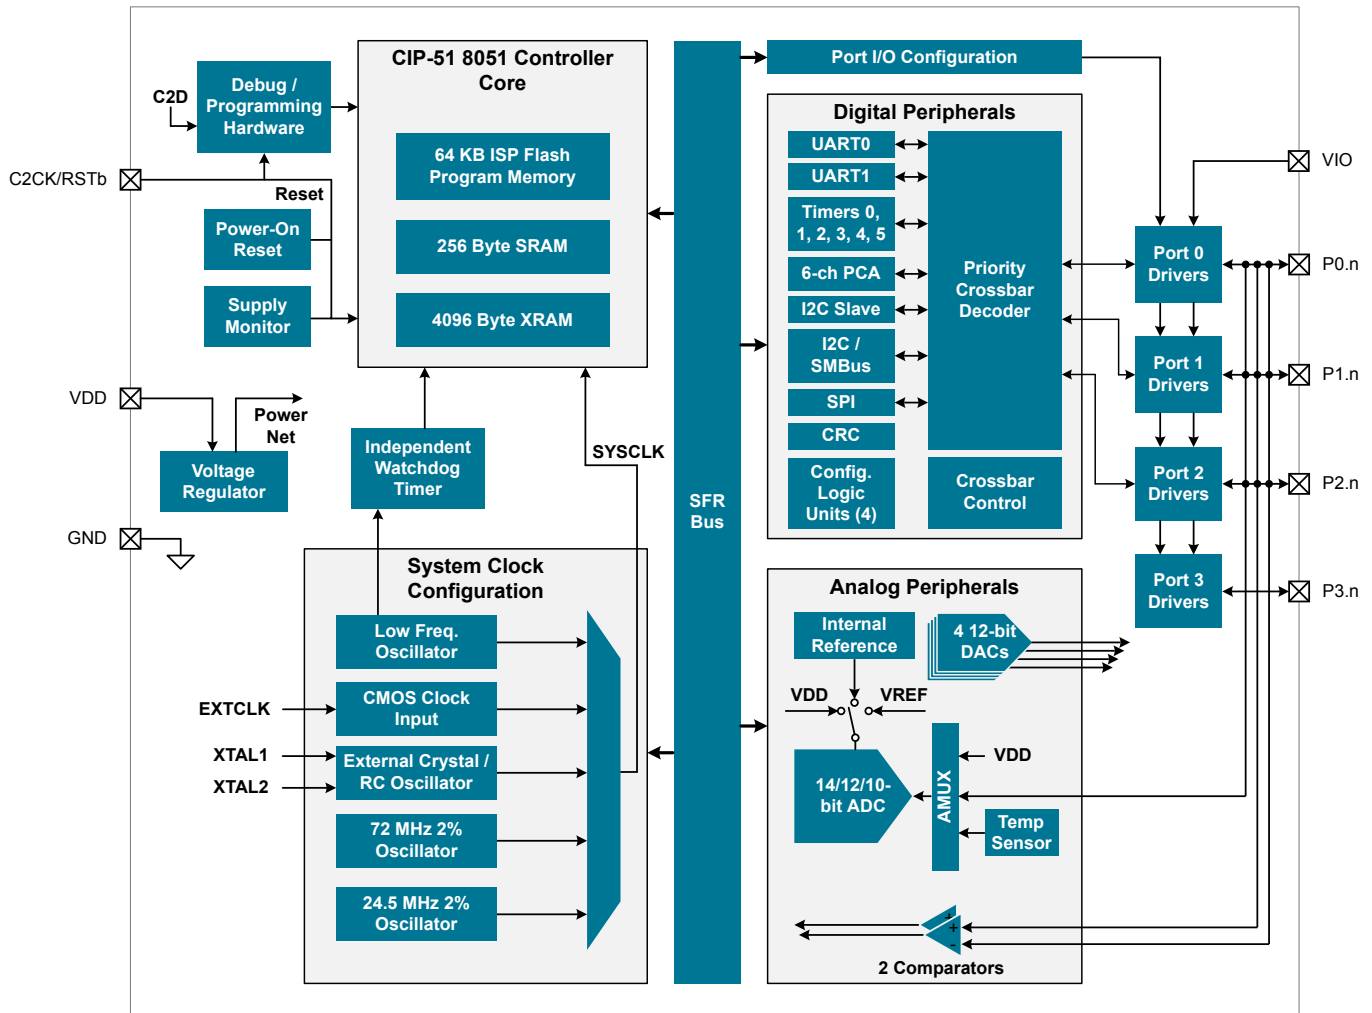 CIP-51 8051 Controller
Core
64 KB ISP Flash
Program Memory
256 Byte SRAM
4096 Byte XRAM
Debug /
Programming
Hardware
C2D
C2CK/RSTb
Reset
Power-On
Reset
Supply
Monitor
VDD
Power
Net
Voltage
Regulator
GND
Independent
Watchdog
Timer
SYSCLK
System Clock
Configuration
Low Freq.
Oscillator
CMOS Clock
Input
External Crystal /
RC Oscillator
72 MHz 2%
Oscillator
24.5 MHz 2%
Oscillator
EXTCLK
XTAL1
XTAL2
SFR
Bus
Port I/O Configuration
Digital Peripherals
UART0
UART1
Timers 0,
1, 2, 3, 4, 5
6-ch PCA
I2C Slave
I2C /
SMBus
SPI
CRC
Config.
Logic
Units (4)
Priority
Crossbar
Decoder
Crossbar
Control
Analog Peripherals
Internal
Reference
4 12-bit
DACs
VDD
VREF
14/12/10-
bit ADC
AMUX
VDD
Temp
Sensor
+
+
-
2 Comparators
Port 0
Drivers
Port 1
Drivers
Port 2
Drivers
Port 3
Drivers
VIO
P0.n
P1.n
P2.n
P3.n